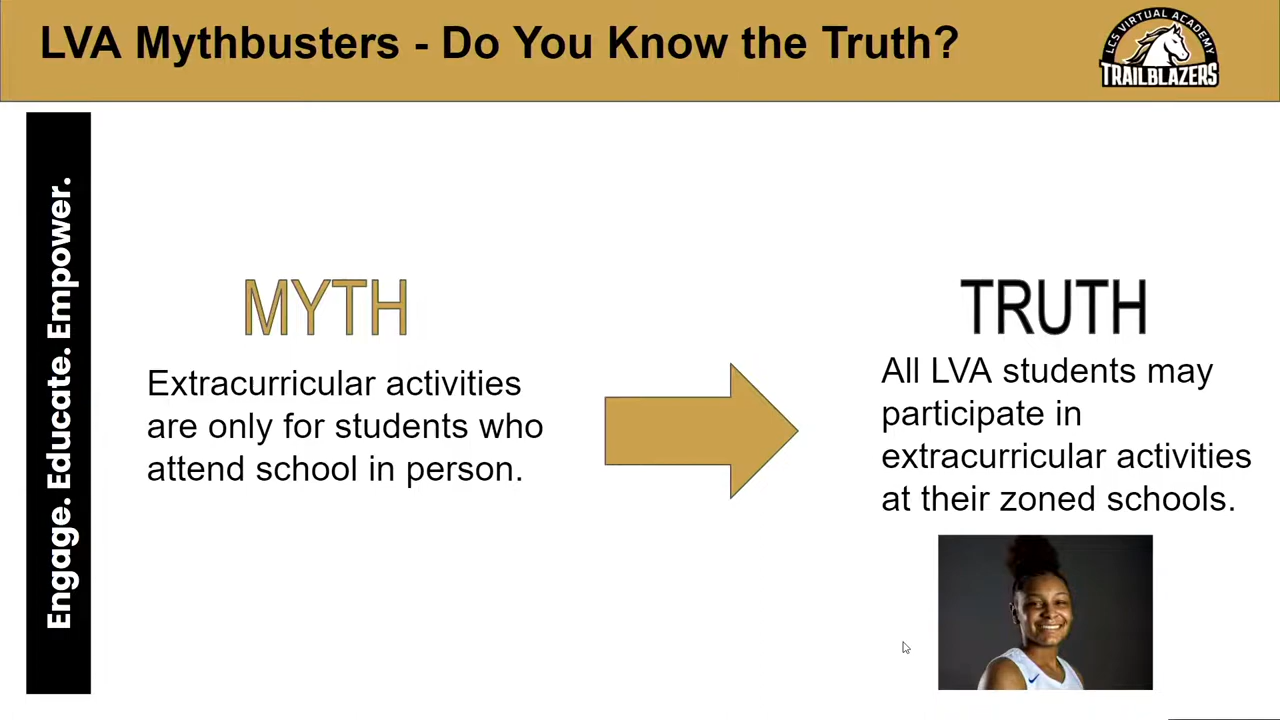 LVA Mythbusters - Do You Know the Truth?
LCS VIRTUAL ACADEMY
TRAILBLAZERS
Engage. Educate. Empower.
MYTH
Extracurricular activities
are only for students who
attend school in person.
TRUTH
All LVA students may
participate in
extracurricular activities
at their zoned schools.